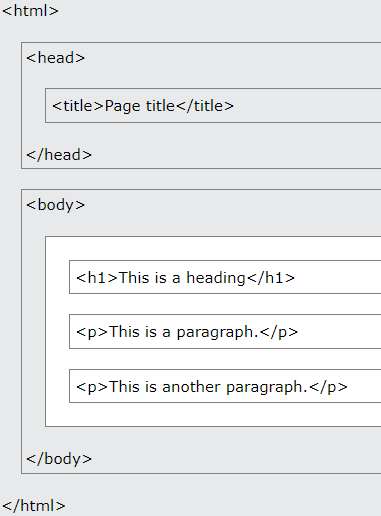 <html>
<head>
<title>Page title</title>
</head>
<body>
<h1>This is a heading</h1>
<p>This is a paragraph.</p>
<p>This is another paragraph.</p>
</body>
</html>